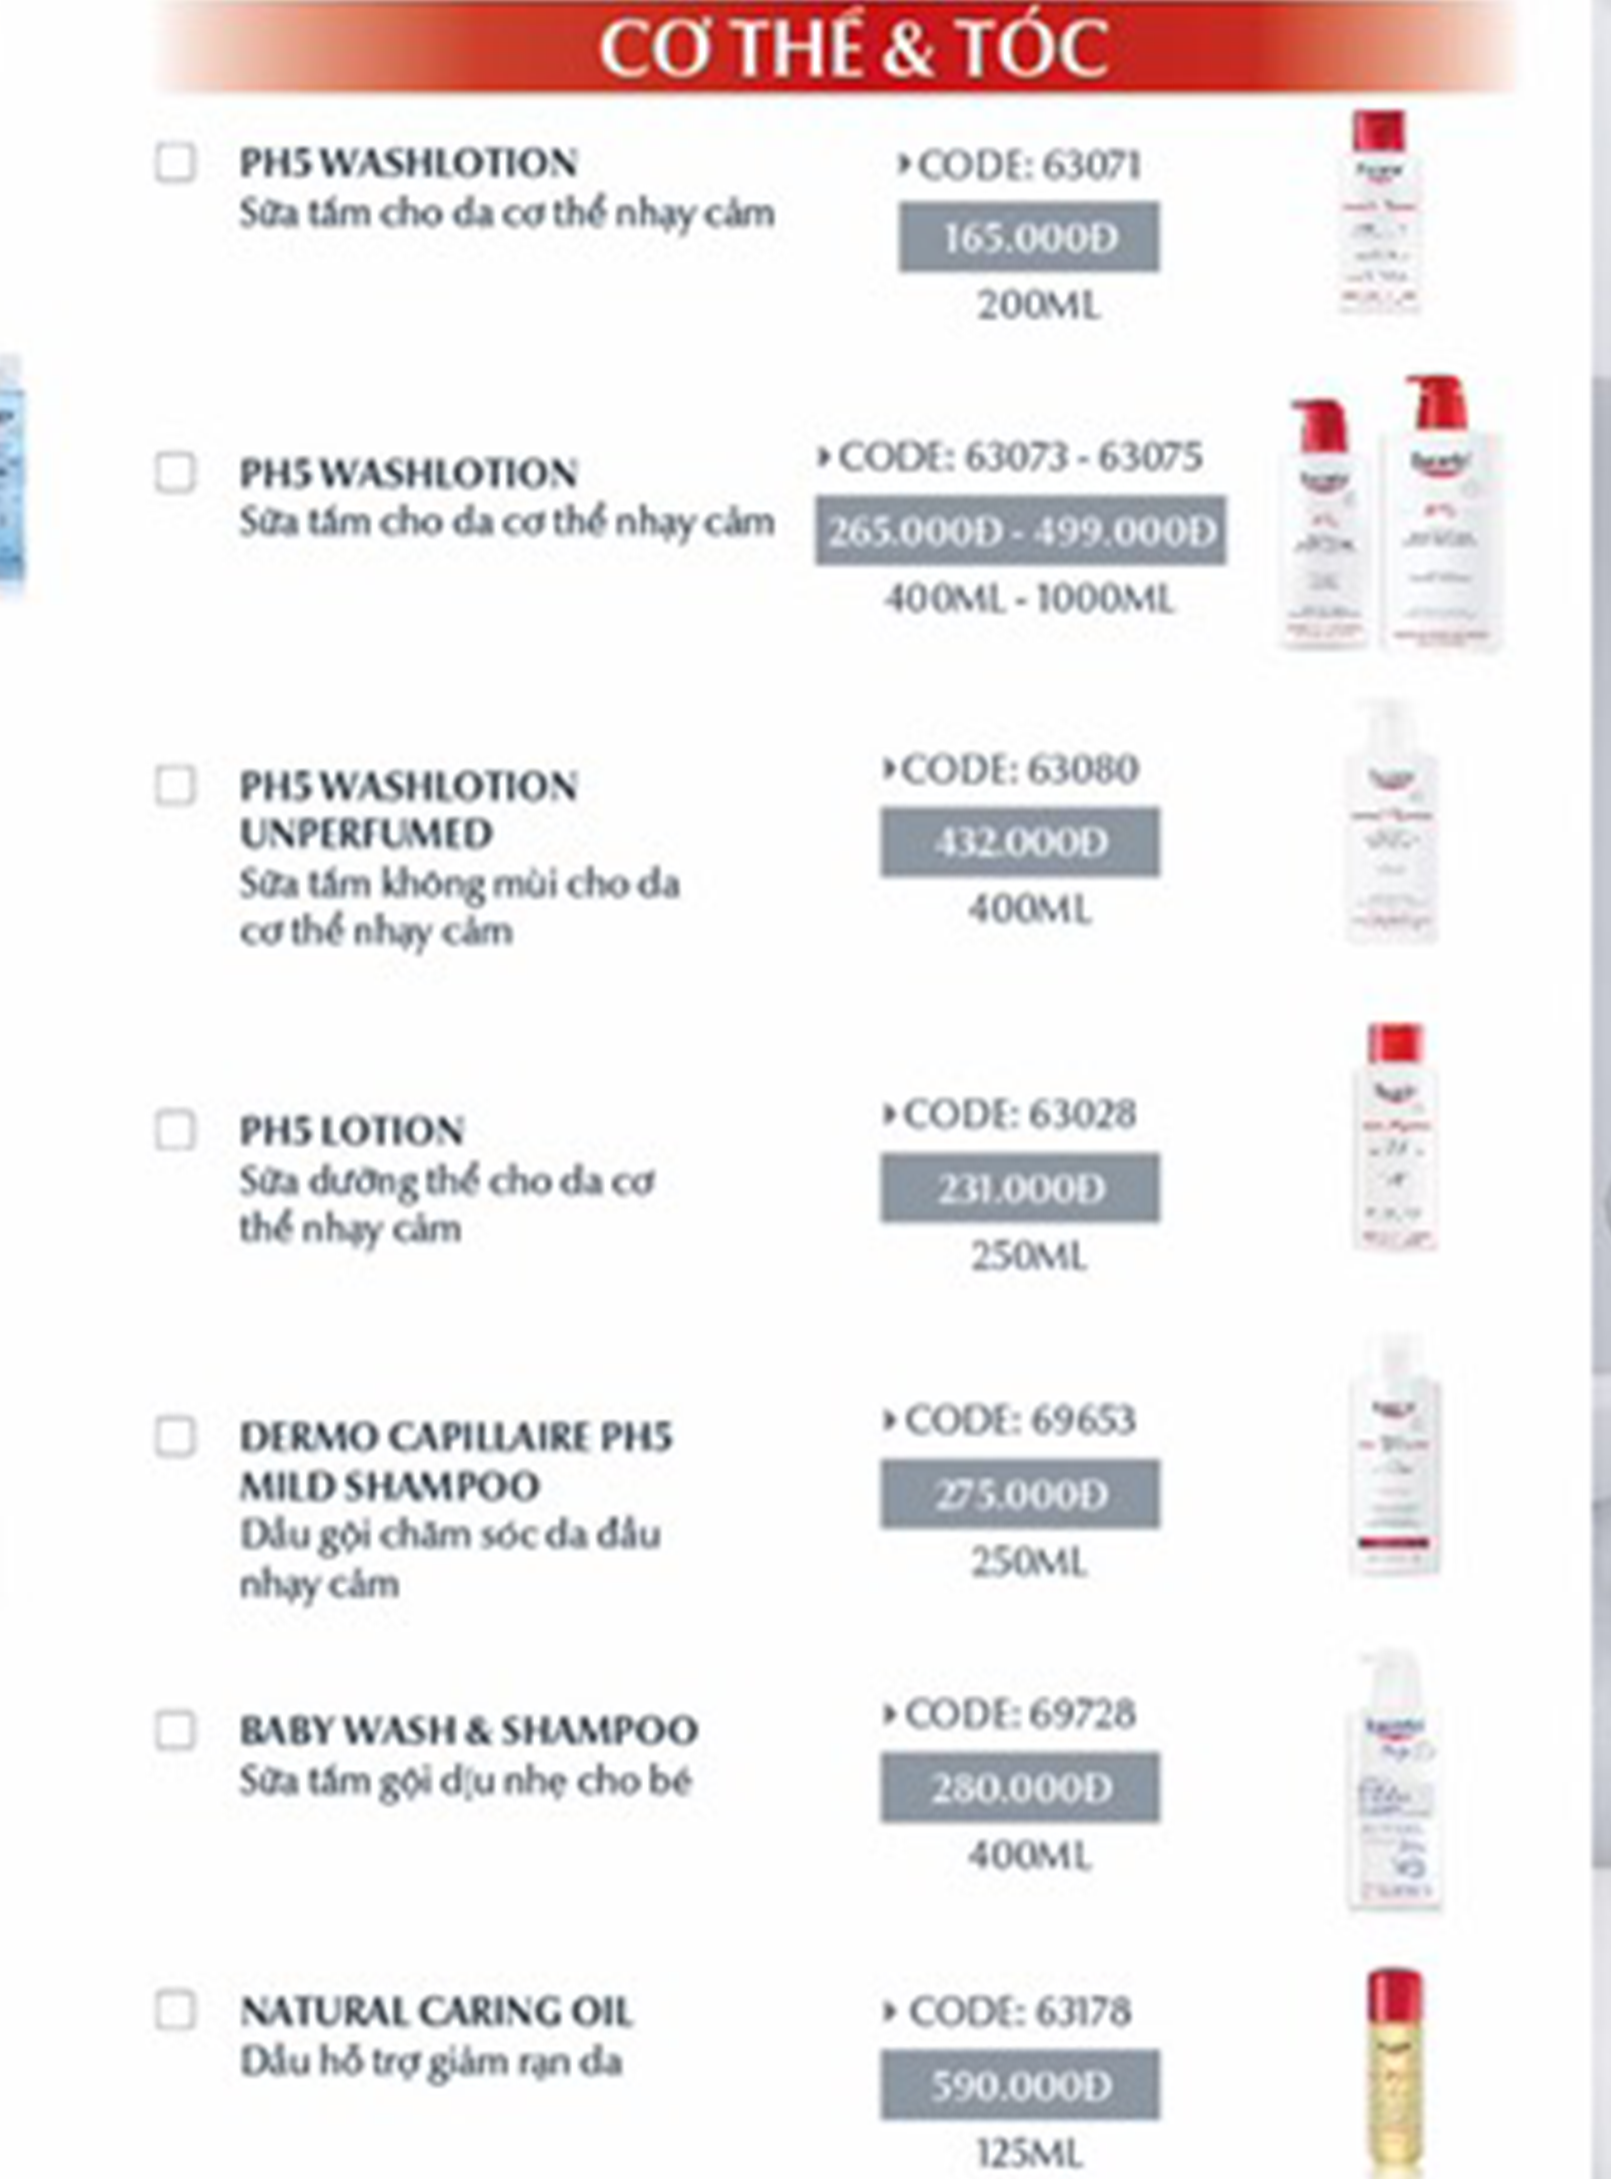 CƠ THỂ & TÓC
PH5 WASHLOTION
Sữa tắm cho da cơ thể nhạy cảm
CODE: 63071
165.000Đ
200ML
PH5 WASHLOTION
Sữa tắm cho da cơ thể nhạy cảm
CODE: 63073 - 63075
265.000Đ - 499.000Đ
400ML - 1000ML
PH5 WASHLOTION
UNPERFUMED
Sữa tắm không mùi cho da
cơ thể nhạy cảm
CODE: 63080
432.000Đ
400ML
PH5 LOTION
Sữa dưỡng thể cho da cơ
thể nhạy cảm
CODE: 63028
231.000Đ
250ML
DERMO CAPILLAIRE PH5
MILD SHAMPOO
Dầu gội chăm sóc da đầu
nhạy cảm
CODE: 69653
275.000Đ
250ML
BABY WASH & SHAMPOO
Sữa tắm gội dịu nhẹ cho bé
CODE: 69728
280.000Đ
400ML
NATURAL CARING OIL
Dầu hỗ trợ giảm rạn da
CODE: 63178
590.000Đ
125ML